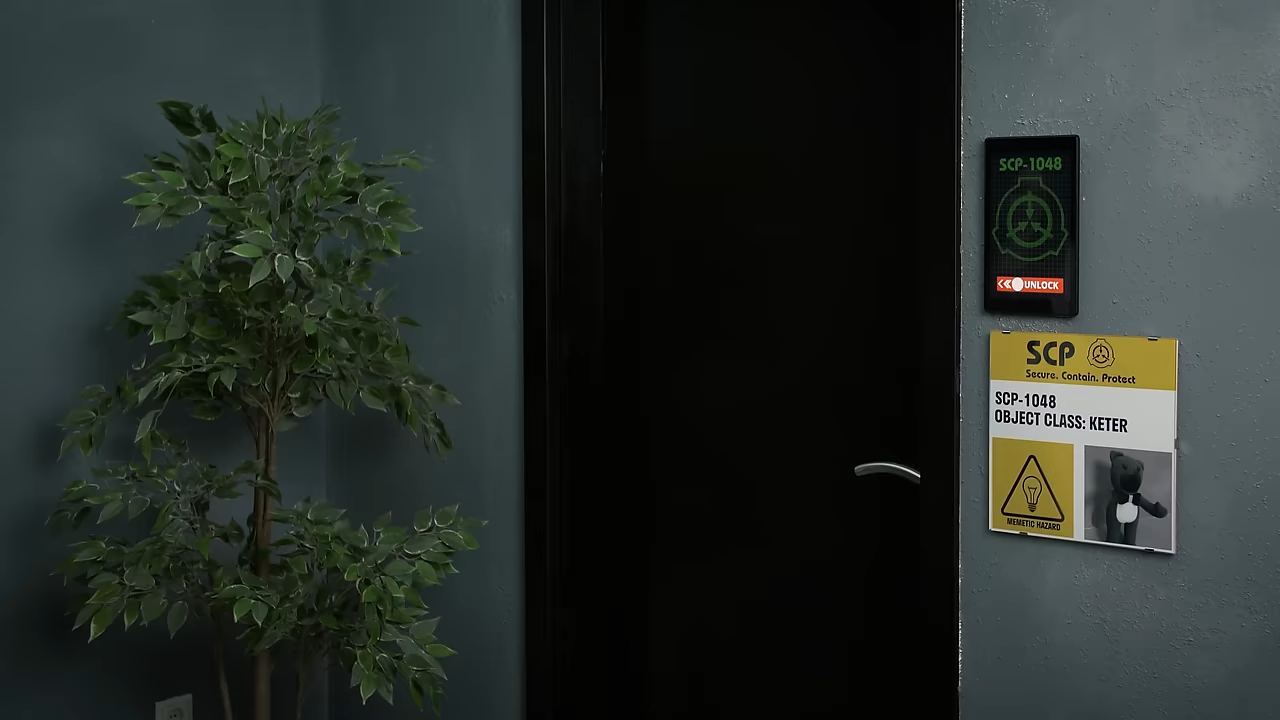 SCP-1048
UNLOCK
SCP
Secure. Contain. Protect
SCP-1048
OBJECT CLASS: KETER
MEMETIC HAZARD